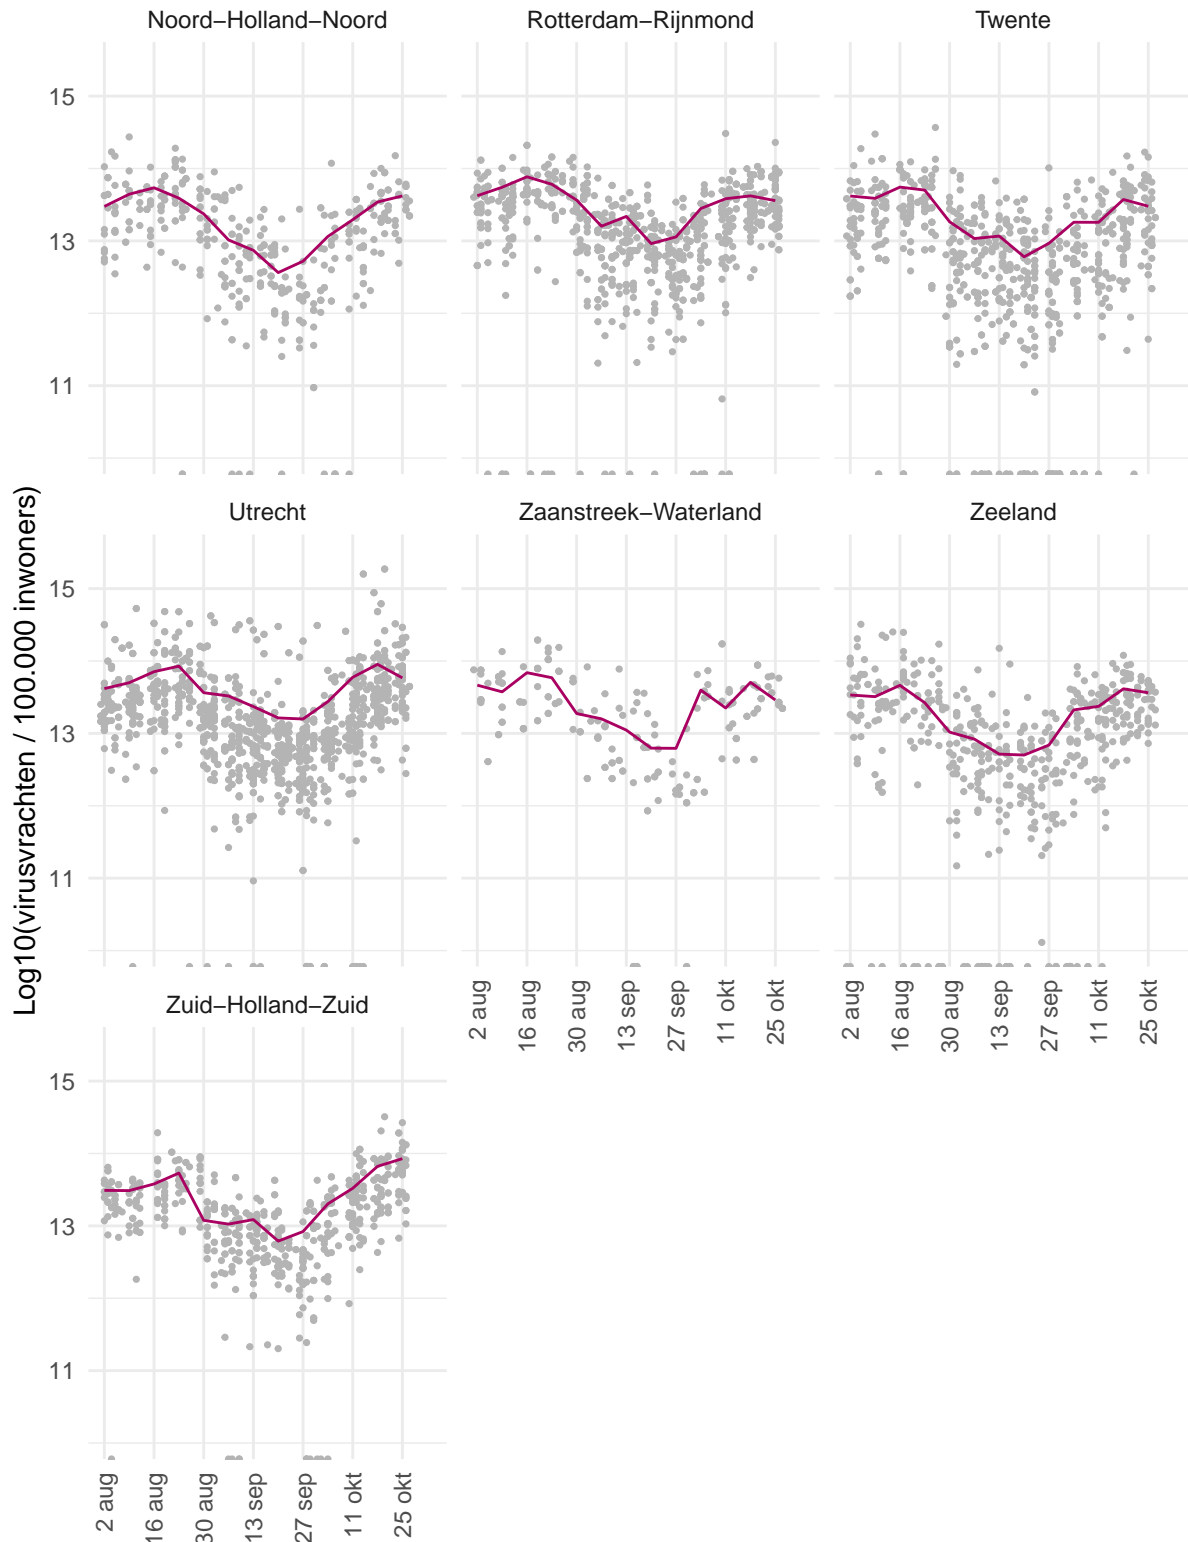 Noord−Holland−Noord
Rotterdam−Rijnmond
Twente
15
13
11
Log10(virusvrachten / 100.000 inwoners)
Utrecht
Zaanstreek−Waterland
Zeeland
15
13
11
2 aug
16 aug
30 aug
13 sep
27 sep
11 okt
25 okt
2 aug
16 aug
30 aug
13 sep
27 sep
11 okt
25 okt
Zuid−Holland−Zuid
15
13
11
2 aug
16 aug
30 aug
13 sep
27 sep
11 okt
25 okt